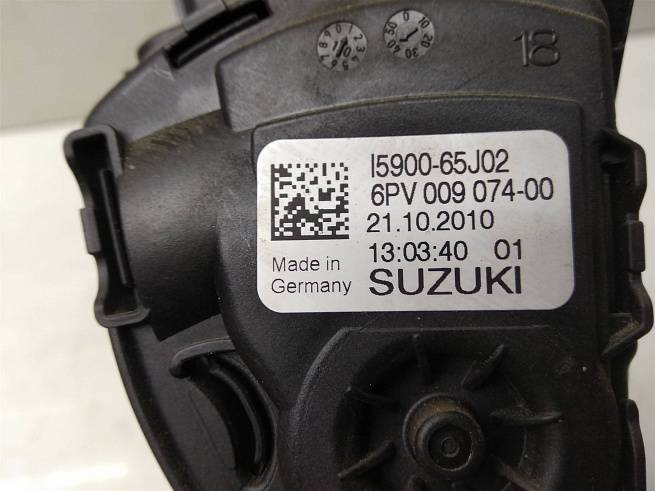 18
I5900-65J02
6PV 009 074-00
21.10.2010
13:03:40 01
Made in
Germany
SUZUKI